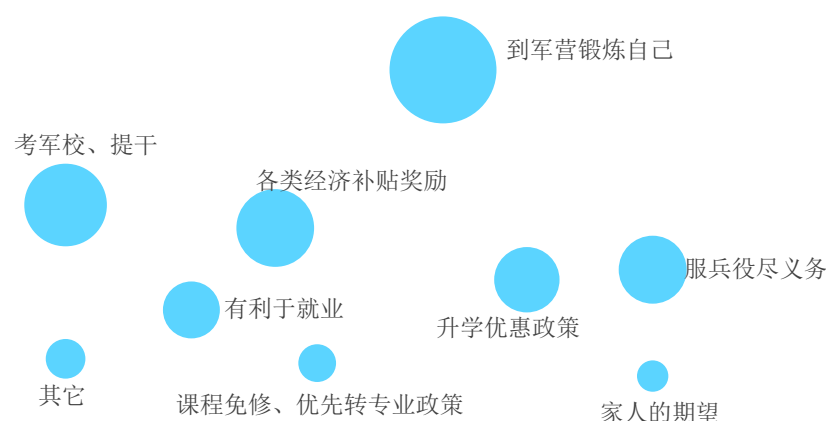 到军营锻炼自己
考军校、提干
各类经济补贴奖励
服兵役尽义务
有利于就业
升学优惠政策
其它
课程免修、优先转专业政策
家人的期望